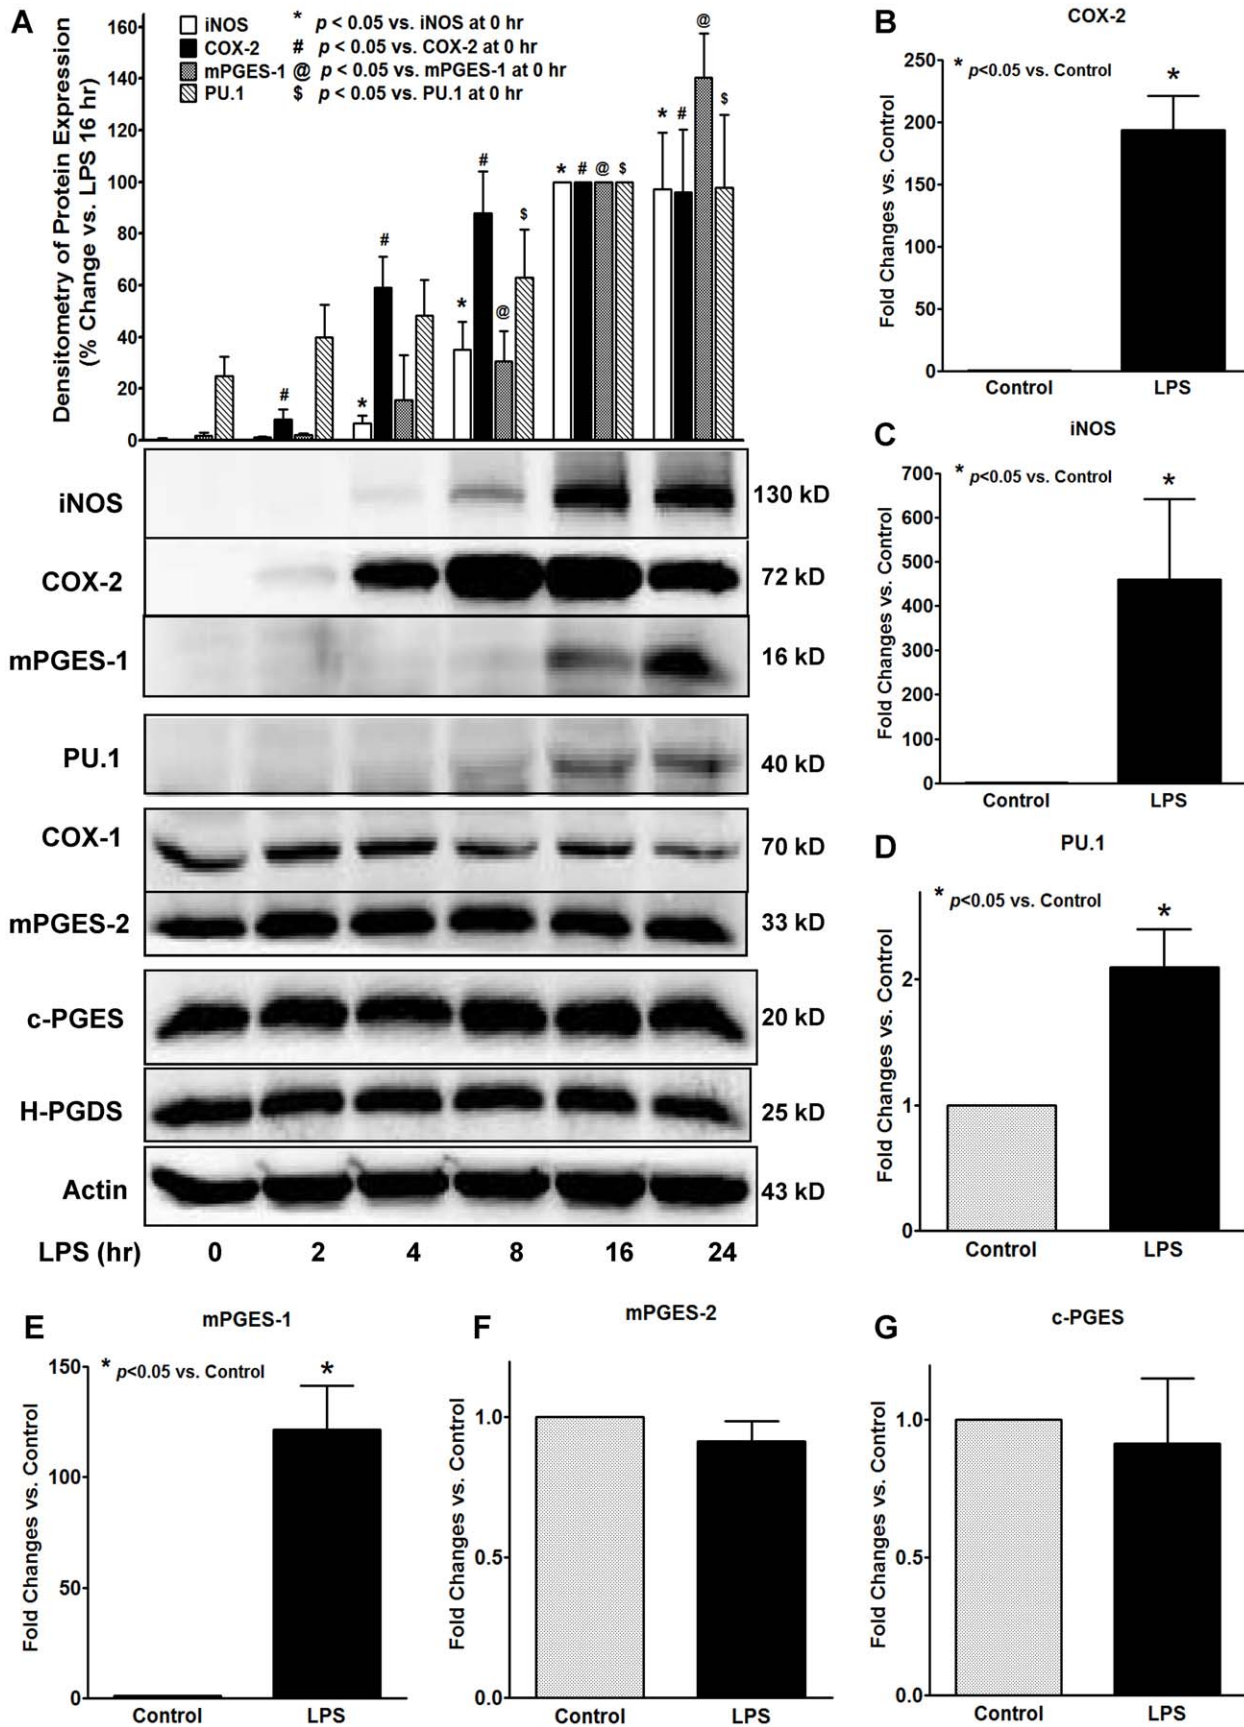 A
Densitometry of Protein Expression
(% Change vs. LPS 16 hr)
160
140
120
100
80
60
40
20
0
iNOS * p < 0.05 vs. iNOS at 0 hr
COX-2 # p < 0.05 vs. COX-2 at 0 hr
mPGES-1 @ p < 0.05 vs. mPGES-1 at 0 hr
PU.1 $ p < 0.05 vs. PU.1 at 0 hr
#
*
#
*
#
@
$
*
#
@
$
*
#
@
$
iNOS 130 kD
COX-2 72 kD
mPGES-1 16 kD
PU.1 40 kD
COX-1 70 kD
mPGES-2 33 kD
c-PGES 20 kD
H-PGDS 25 kD
Actin 43 kD
LPS (hr) 0 2 4 8 16 24
B
COX-2
* p<0.05 vs. Control
*
Fold Changes vs. Control
250
200
150
100
50
0
Control LPS
C
iNOS
* p<0.05 vs. Control
*
Fold Changes vs. Control
700
600
500
400
300
200
100
0
Control LPS
D
PU.1
* p<0.05 vs. Control
*
Fold Changes vs. Control
2
1
0
Control LPS
E
mPGES-1
* p<0.05 vs. Control
*
Fold Changes vs. Control
150
100
50
0
Control LPS
F
mPGES-2
Fold Changes vs. Control
1.0
0.5
0.0
Control LPS
G
c-PGES
Fold Changes vs. Control
1.0
0.5
0.0
Control LPS